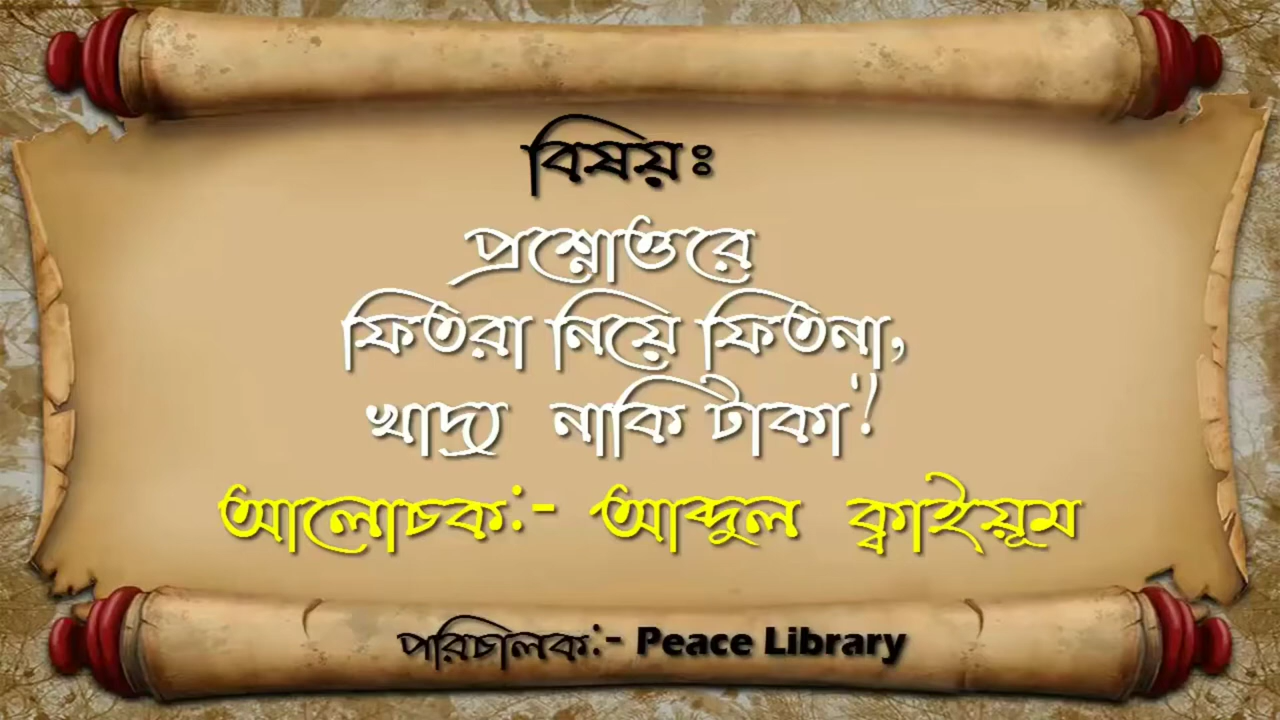 বিষয়ঃ
প্রশ্নোত্তরে
ফিতরা নিয়ে ফিতনা,
খাদ্য নাকি টাকা?
আলোচক:- আব্দুল ক্বাইয়ূম
পরিচালক:- Peace Library